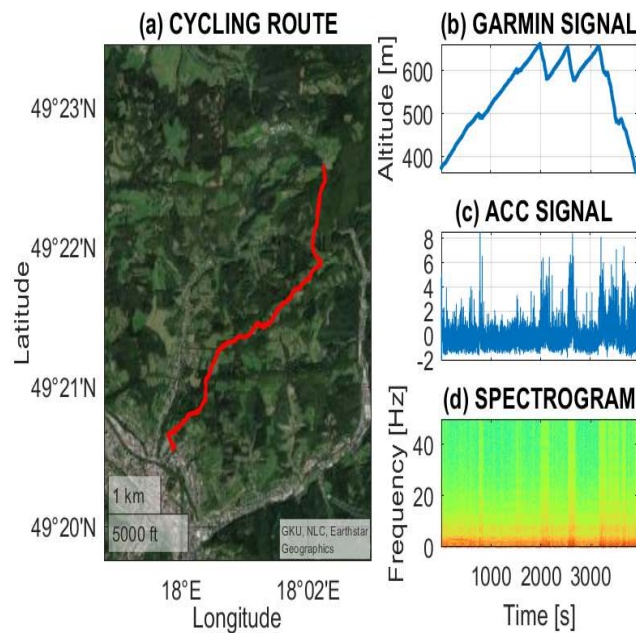 (a) CYCLING ROUTE
49°23'N
49°22'N
49°21'N
49°20'N
Latitude
1 km
5000 ft
GKU, NLC, Earthstar
Geographics
18°E
18°02'E
Longitude
(b) GARMIN SIGNAL
Altitude [m]
600
500
400
(c) ACC SIGNAL
8
6
4
2
0
-2
(d) SPECTROGRAM
Frequency [Hz]
40
20
0
1000
2000
3000
Time [s]